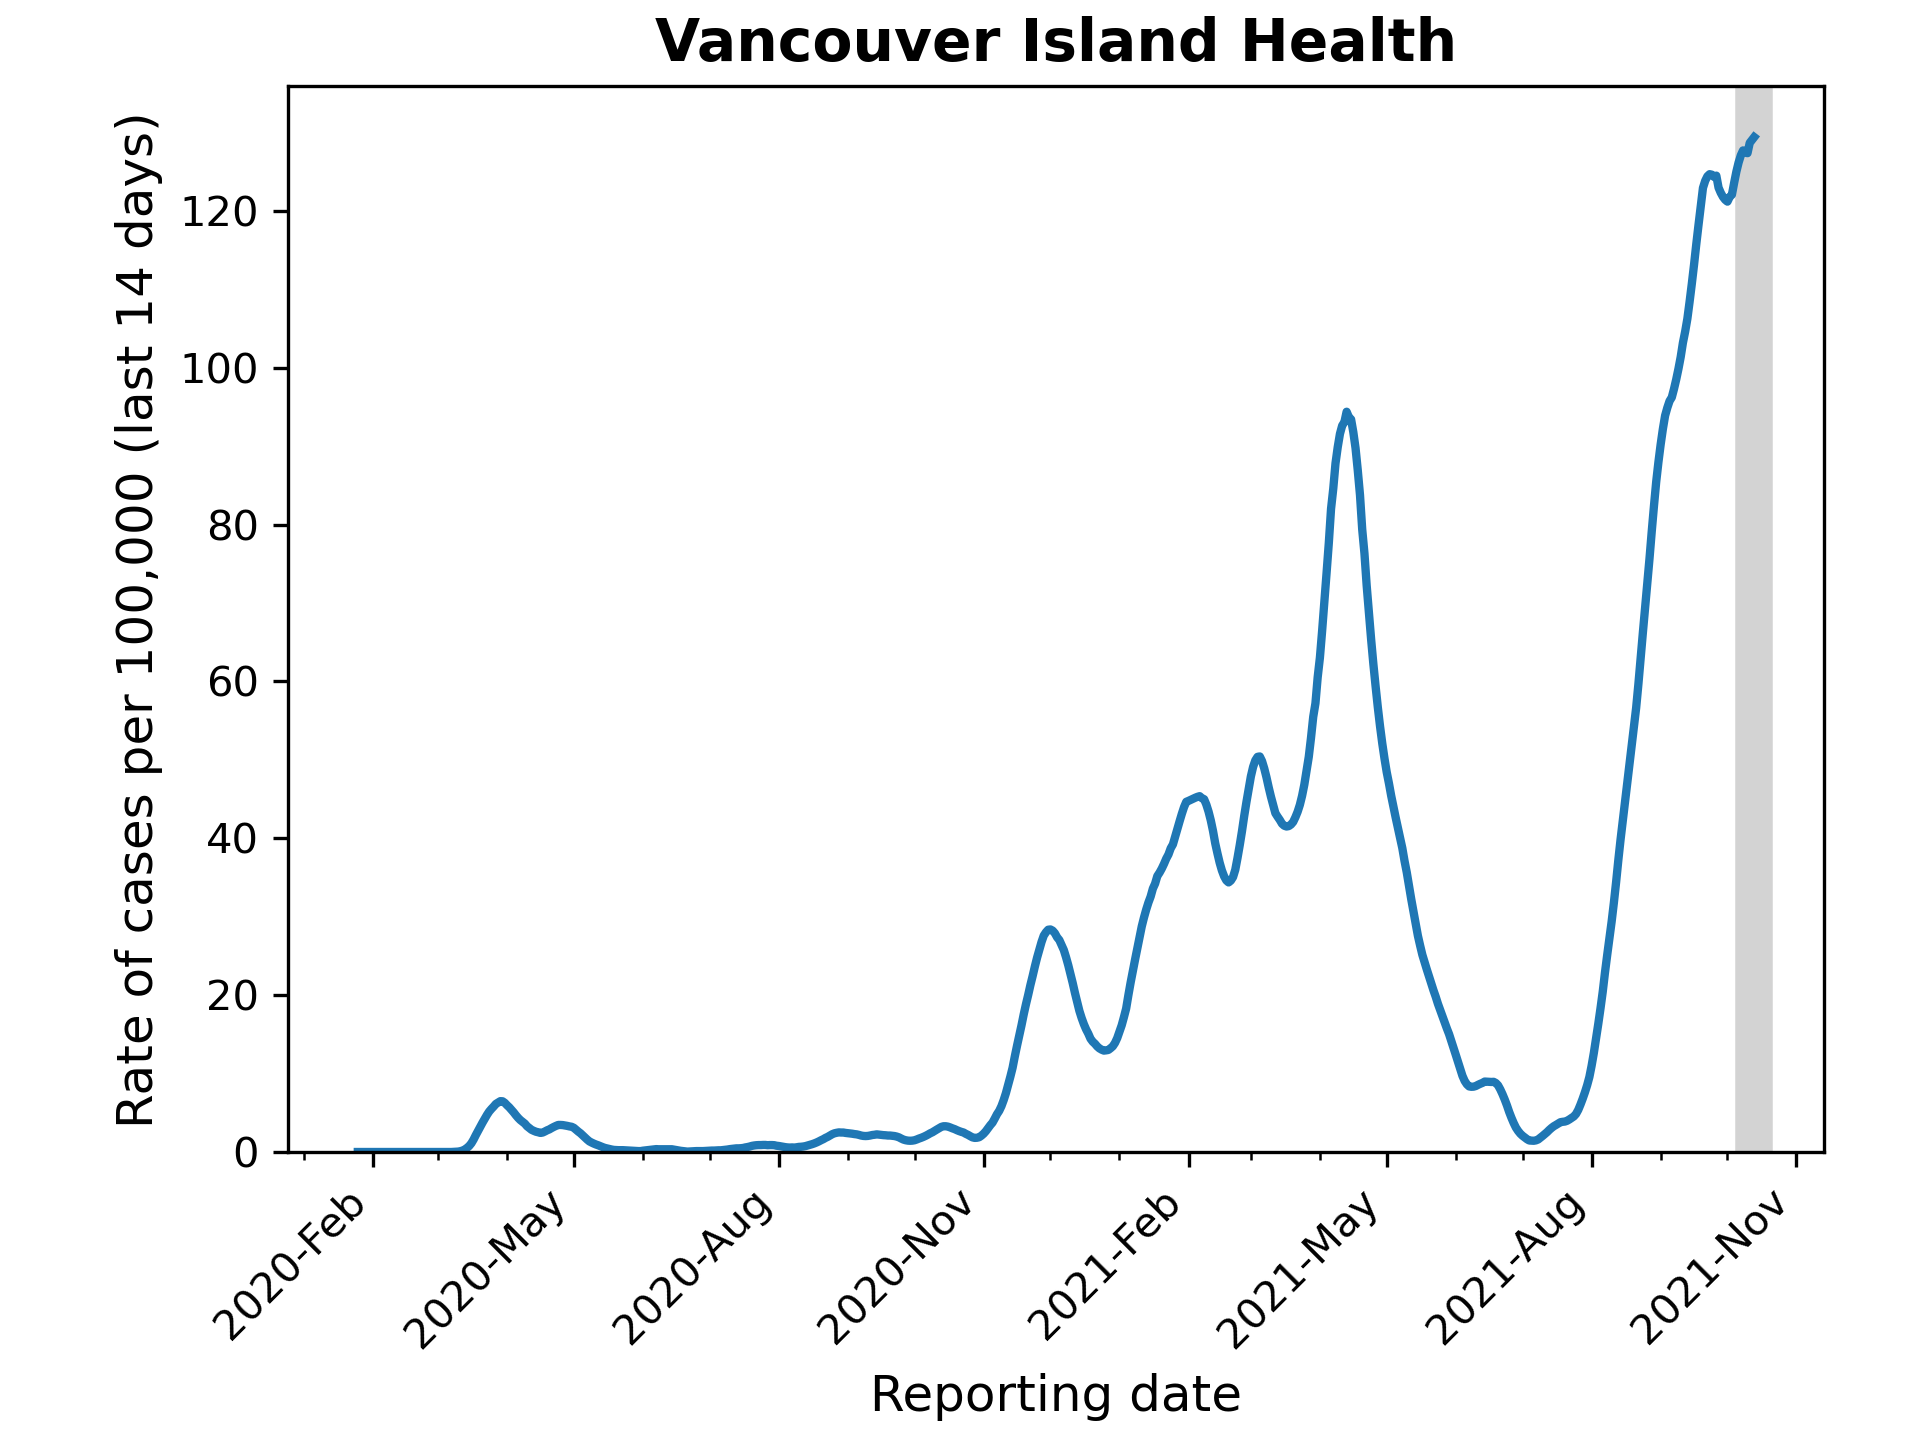 Vancouver Island Health
Rate of cases per 100,000 (last 14 days)
120
100
80
60
40
20
0
2020-Feb
2020-May
2020-Aug
2020-Nov
2021-Feb
2021-May
2021-Aug
2021-Nov
Reporting date